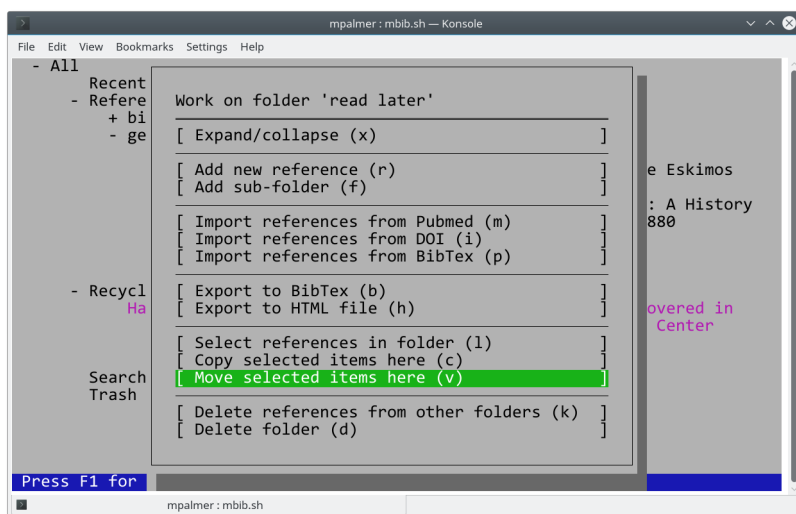 mpalmer : mbib.sh — Konsole
File Edit View Bookmarks Settings Help
- All
Recent
- Refere
+ bi
- ge
Work on folder 'read later'
[ Expand/collapse (x) ]
[ Add new reference (r) ]
[ Add sub-folder (f) ]
[ Import references from Pubmed (m) ]
[ Import references from DOI (i) ]
[ Import references from BibTex (p) ]
[ Export to BibTex (b) ]
[ Export to HTML file (h) ]
[ Select references in folder (l) ]
[ Copy selected items here (c) ]
[ Move selected items here (v) ]
[ Delete references from other folders (k) ]
[ Delete folder (d) ]
e Eskimos
: A History
880
- Recycl
Ha
overed in
Center
Search
Trash
Press F1 for
mpalmer : mbib.sh